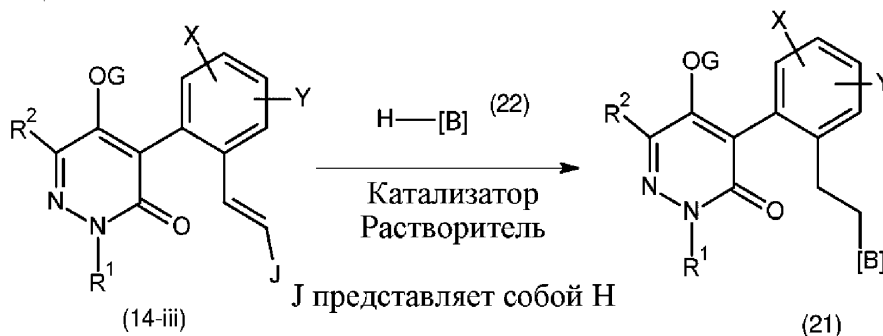 X
OG
Y
R²
N
N
R¹
O
J
(14-iii)
H—[B] (22)
Катализатор
Растворитель
J представляет собой H
X
OG
Y
R²
N
N
R¹
O
[B]
(21)